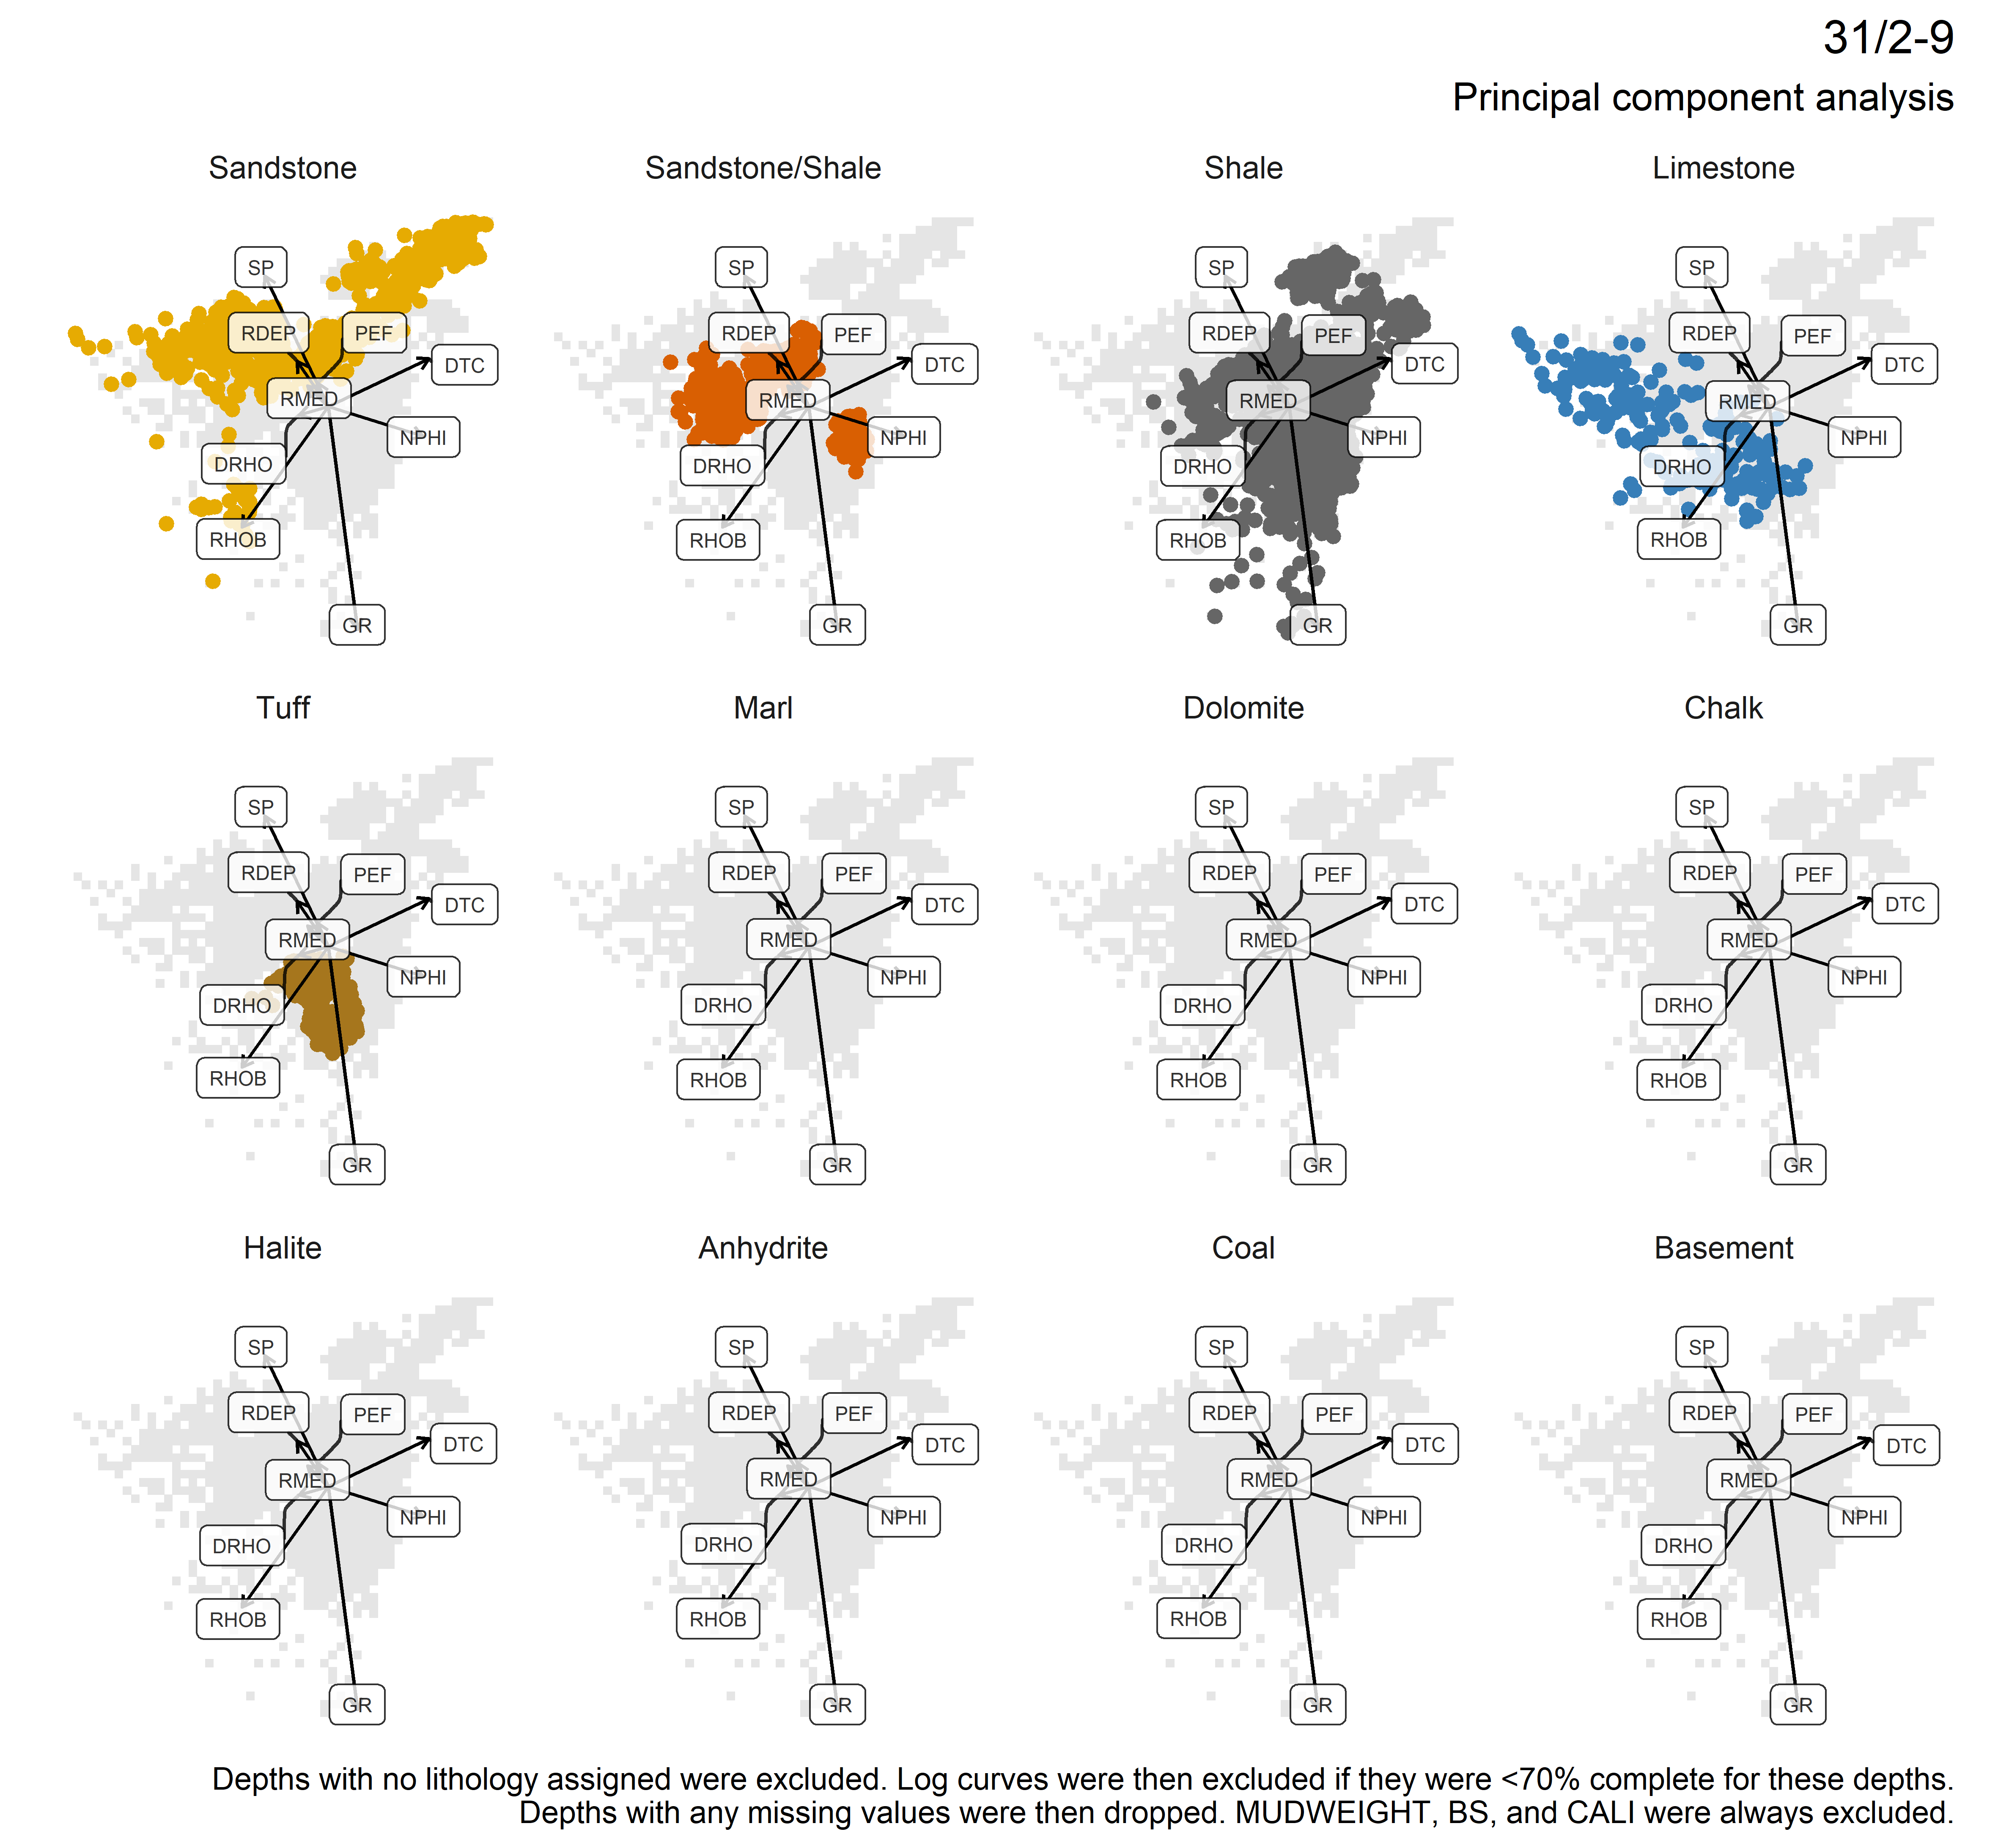 31/2-9
Principal component analysis
Sandstone
Sandstone/Shale
Shale
Limestone
SP
RDEP
PEF
DTC
RMED
NPHI
DRHO
RHOB
GR
SP
RDEP
PEF
DTC
RMED
NPHI
DRHO
RHOB
GR
SP
RDEP
PEF
DTC
RMED
NPHI
DRHO
RHOB
GR
SP
RDEP
PEF
DTC
RMED
NPHI
DRHO
RHOB
GR
Tuff
Marl
Dolomite
Chalk
SP
RDEP
PEF
DTC
RMED
NPHI
DRHO
RHOB
GR
SP
RDEP
PEF
DTC
RMED
NPHI
DRHO
RHOB
GR
SP
RDEP
PEF
DTC
RMED
NPHI
DRHO
RHOB
GR
SP
RDEP
PEF
DTC
RMED
NPHI
DRHO
RHOB
GR
Halite
Anhydrite
Coal
Basement
SP
RDEP
PEF
DTC
RMED
NPHI
DRHO
RHOB
GR
SP
RDEP
PEF
DTC
RMED
NPHI
DRHO
RHOB
GR
SP
RDEP
PEF
DTC
RMED
NPHI
DRHO
RHOB
GR
SP
RDEP
PEF
DTC
RMED
NPHI
DRHO
RHOB
GR
Depths with no lithology assigned were excluded. Log curves were then excluded if they were <70% complete for these depths.
Depths with any missing values were then dropped. MUDWEIGHT, BS, and CALI were always excluded.